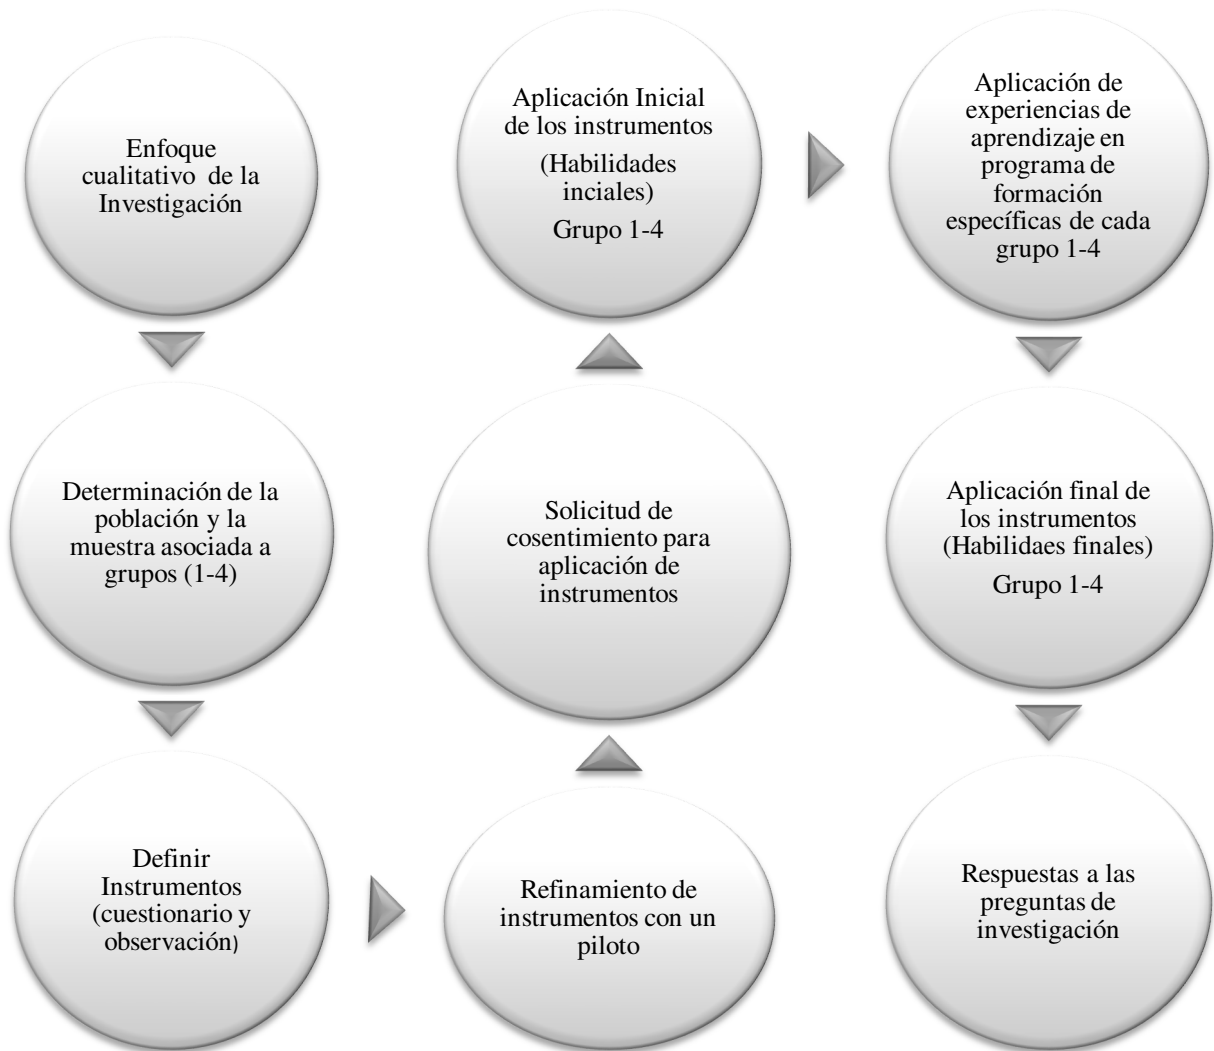 Enfoque
cualitativo de la
Investigación
Determinación de la
población y la
muestra asociada a
grupos (1-4)
Definir
Instrumentos
(cuestionario y
observación)
Refinamiento de
instrumentos con un
piloto
Solicitud de
cosentimiento para
aplicación de
instrumentos
Aplicación Inicial
de los instrumentos
(Habilidades
inciales)
Grupo 1-4
Aplicación de
experiencias de
aprendizaje en
programa de
formación
específicas de cada
grupo 1-4
Aplicación final de
los instrumentos
(Habilidaes finales)
Grupo 1-4
Respuestas a las
preguntas de
investigación